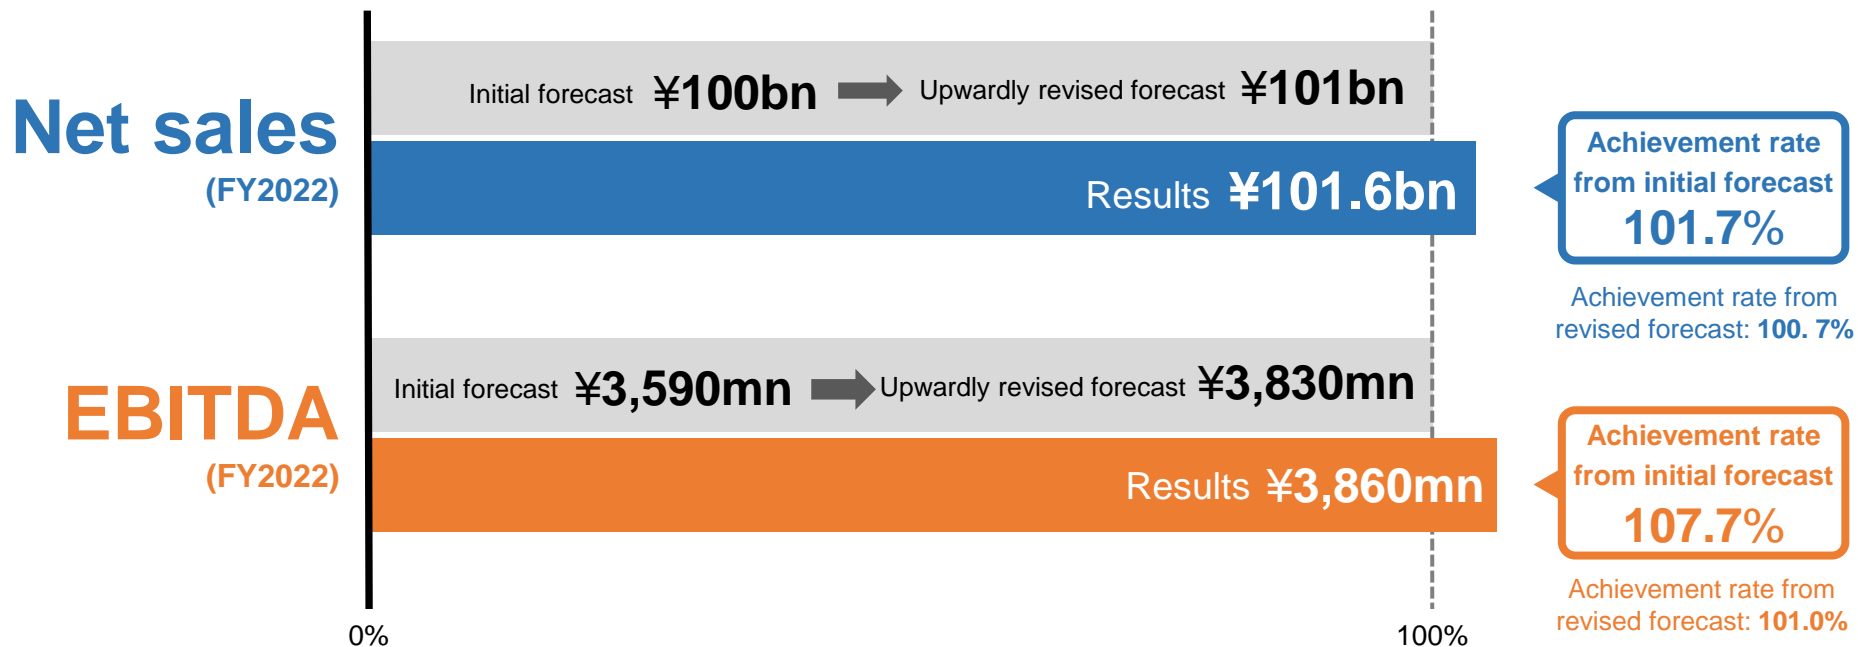 Net sales
(FY2022)
Initial forecast ¥100bn Upwardly revised forecast ¥101bn
Results ¥101.6bn
Achievement rate
from initial forecast
101.7%
Achievement rate from
revised forecast: 100. 7%
EBITDA
(FY2022)
Initial forecast ¥3,590mn Upwardly revised forecast ¥3,830mn
Results ¥3,860mn
Achievement rate
from initial forecast
107.7%
Achievement rate from
revised forecast: 101.0%
0% 100%